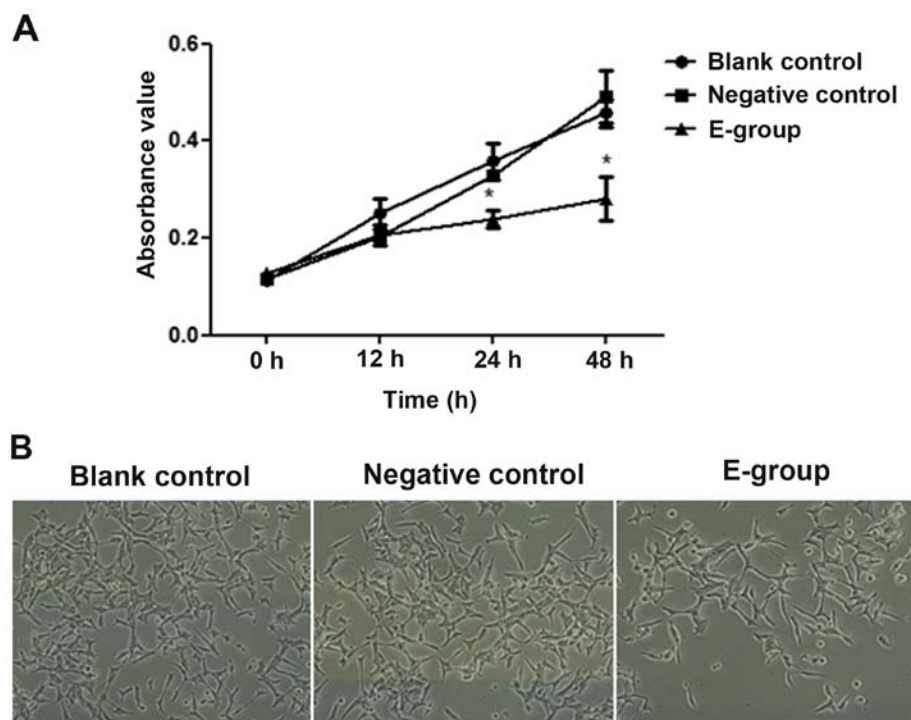 A
0.6
0.4
0.2
0.0
Absorbance value
0 h 12 h 24 h 48 h
Time (h)
* *
Blank control
Negative control
E-group
B
Blank control Negative control E-group